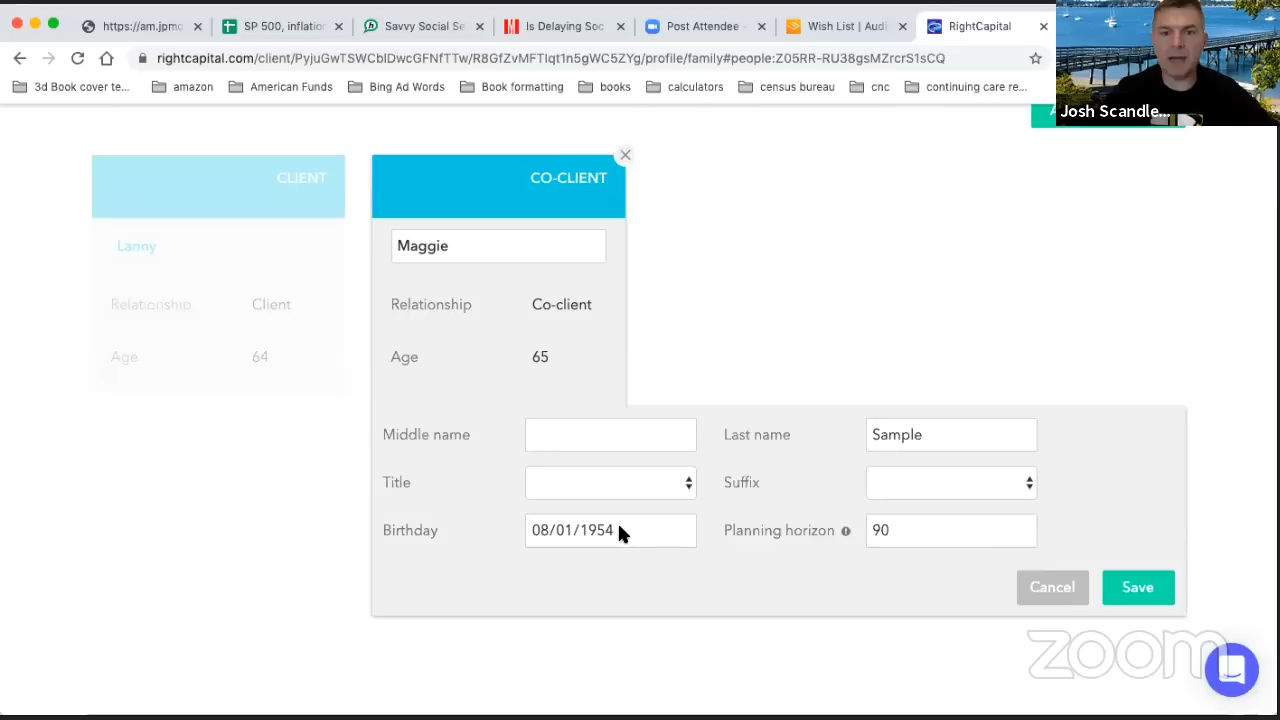 https://am.jpmo
SP 500, inflation
Savvy Social Se
Is Delaying Soc
Post Attendee -
Wish List | Audi
RightCapital
rightcapital.com/client/PyjuGwTSWCbIDwcGFNfTTw/R8GfZvMFTIqt1n5gWC5ZYg/profile/family#people:Z05RR-RU38gsMZrcrS1sCQ
3d Book cover te...
amazon
American Funds
Bing Ad Words
Book formatting
books
calculators
census bureau
cnc
continuing care re...
Josh Scandle...
CLIENT
CO-CLIENT
Lanny
Maggie
Relationship
Client
Relationship
Co-client
Age
64
Age
65
Middle name
Last name
Sample
Title
Suffix
Birthday
08/01/1954
Planning horizon
90
Cancel
Save
zoom